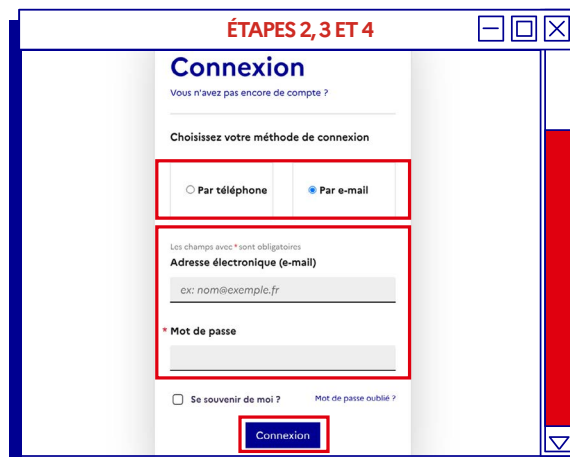 ÉTAPES 2, 3 ET 4
Connexion
Vous n'avez pas encore de compte ?
Choisissez votre méthode de connexion
Par téléphone
Par e-mail
Les champs avec * sont obligatoires
Adresse électronique (e-mail)
ex: nom@exemple.fr
* Mot de passe
Se souvenir de moi ?
Mot de passe oublié ?
Connexion